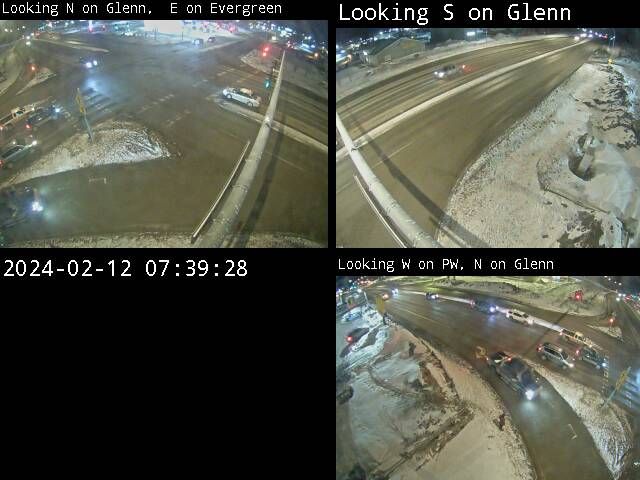 Looking N on Glenn,  E on Evergreen
Looking S on Glenn
2024-02-12 07:39:28
Looking W on PW, N on Glenn